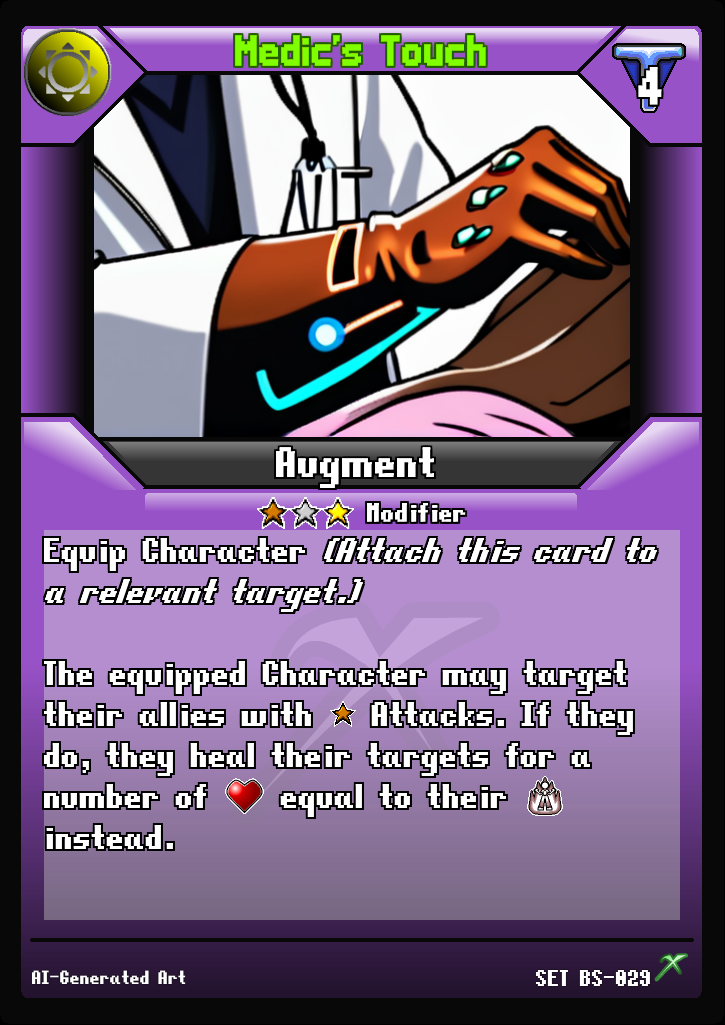 Medic's Touch
4
Augment
Modifier
Equip Character (Attach this card to
a relevant target.)
The equipped Character may target
their allies with Attacks. If they
do, they heal their targets for a
number of equal to their
instead.
AI-Generated Art
SET BS-029